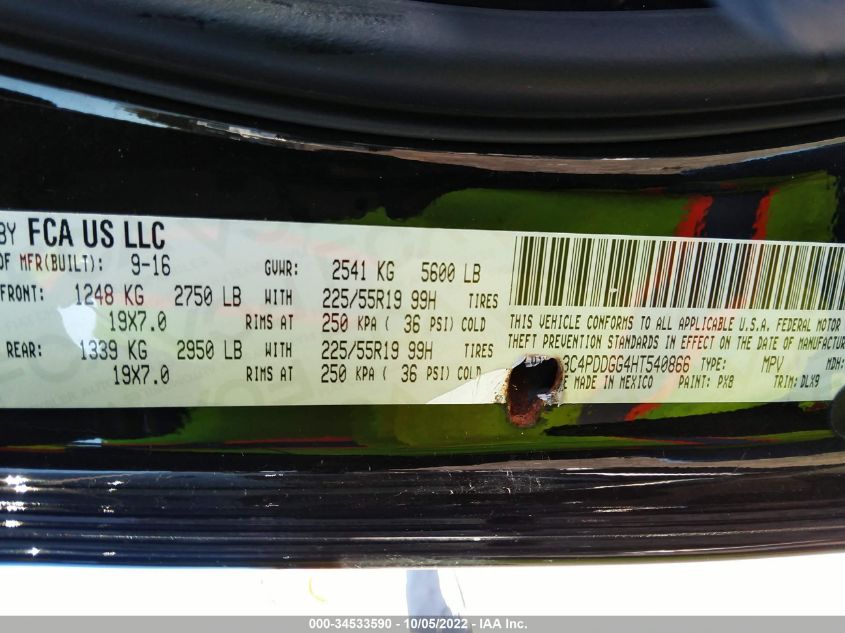 BY FCA US LLC
OF MFR(BUILT): 9-16 GVWR: 2541 KG 5600 LB
FRONT: 1248 KG 2750 LB WITH 225/55R19 99H TIRES
19X7.0 RIMS AT 250 KPA ( 36 PSI) COLD
REAR: 1339 KG 2950 LB WITH 225/55R19 99H TIRES
19X7.0 RIMS AT 250 KPA ( 36 PSI) COLD
THIS VEHICLE CONFORMS TO ALL APPLICABLE U.S.A. FEDERAL MOTOR
THEFT PREVENTION STANDARDS IN EFFECT ON THE DATE OF MANUFACTUR
3C4PDDGG4HT540866 TYPE: MPV MDH:
MADE IN MEXICO PAINT: PX8 TRIM: DLX9
000-34533590 - 10/05/2022 - IAA Inc.